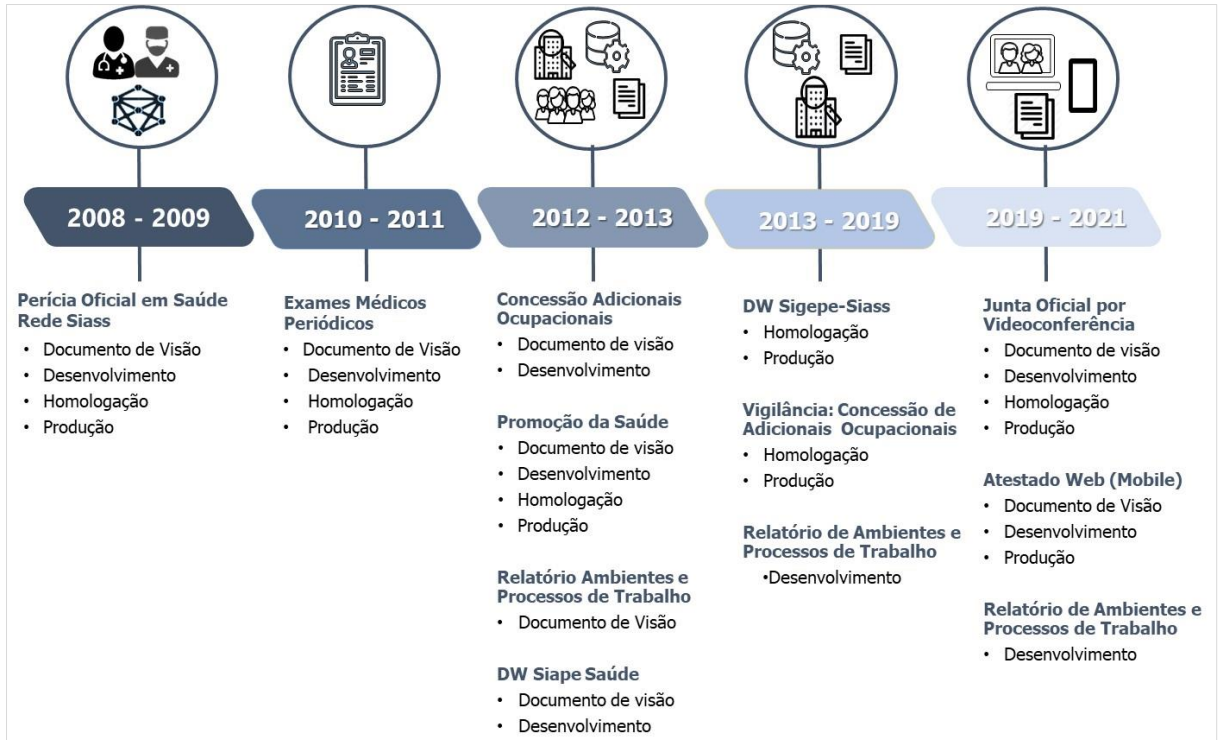 2008 - 2009
Perícia Oficial em Saúde
Rede Siass
• Documento de Visão
• Desenvolvimento
• Homologação
• Produção
2010 - 2011
Exames Médicos
Periódicos
• Documento de Visão
• Desenvolvimento
• Homologação
• Produção
2012 - 2013
Concessão Adicionais
Ocupacionais
• Documento de visão
• Desenvolvimento
Promoção da Saúde
• Documento de visão
• Desenvolvimento
• Homologação
• Produção
Relatório Ambientes e
Processos de Trabalho
• Documento de Visão
DW Siape Saúde
• Documento de visão
• Desenvolvimento
2013 - 2019
DW Sigepe-Siass
• Homologação
• Produção
Vigilância: Concessão de
Adicionais Ocupacionais
• Homologação
• Produção
Relatório de Ambientes e
Processos de Trabalho
•Desenvolvimento
2019 - 2021
Junta Oficial por
Videoconferência
• Documento de visão
• Desenvolvimento
• Homologação
• Produção
Atestado Web (Mobile)
• Documento de Visão
• Desenvolvimento
• Produção
Relatório de Ambientes e
Processos de Trabalho
• Desenvolvimento